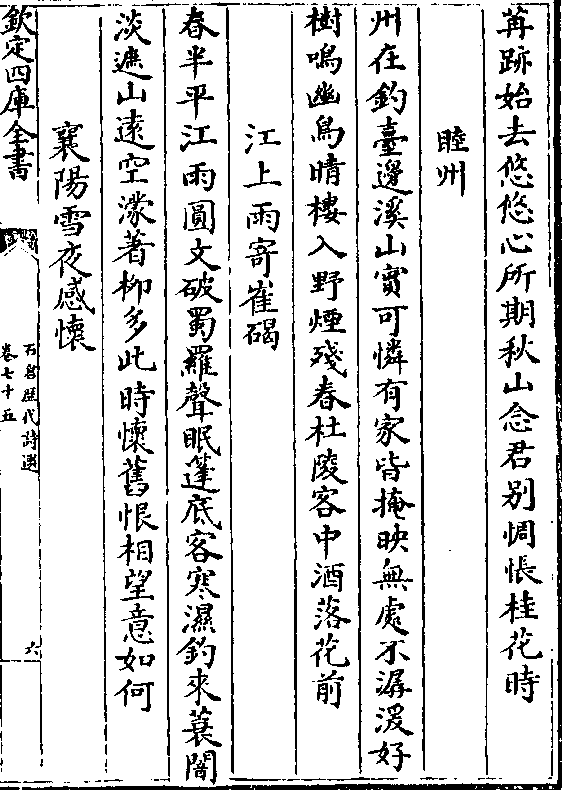 苒跡始去悠悠心所期秋山念君别惆悵桂花時
睦州
州在釣臺邊溪山實可憐有家皆掩映無處不潺湲好
樹鳴幽鳥晴樓入野煙殘春杜陵客中酒落花前
江上雨寄崔碣
春半平江雨圓文破蜀羅聲眠篷底客寒濕釣來蓑闇
淡遮山遠空濛著柳多此時懷舊恨相望意如何
襄陽雪夜感懷
欽定四庫全書
石倉歷代詩選
卷七十五
六